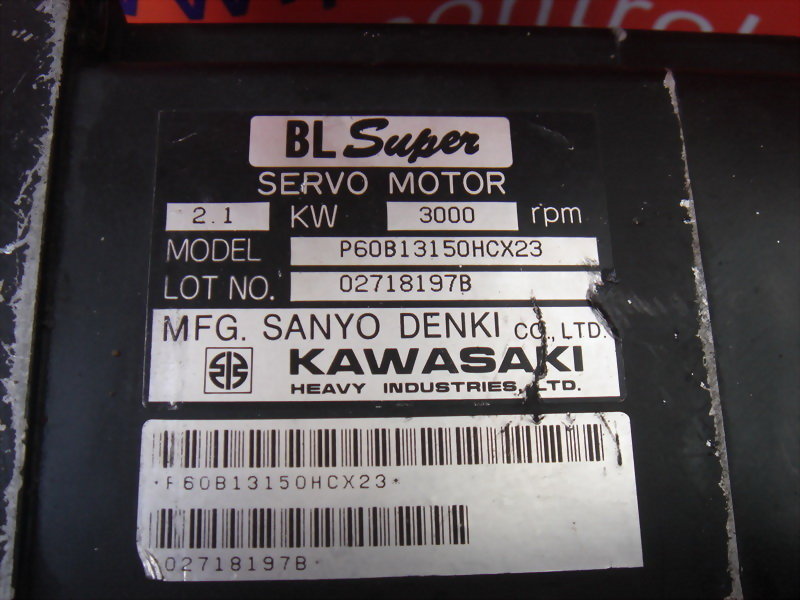 control
BL Super
SERVO MOTOR
2.1 KW 3000 rpm
MODEL P60B13150HCX23
LOT NO. 02718197B
MFG. SANYO DENKI CO., LTD.
KAWASAKI
HEAVY INDUSTRIES, LTD.
*P60B13150HCX23*
02718197B*